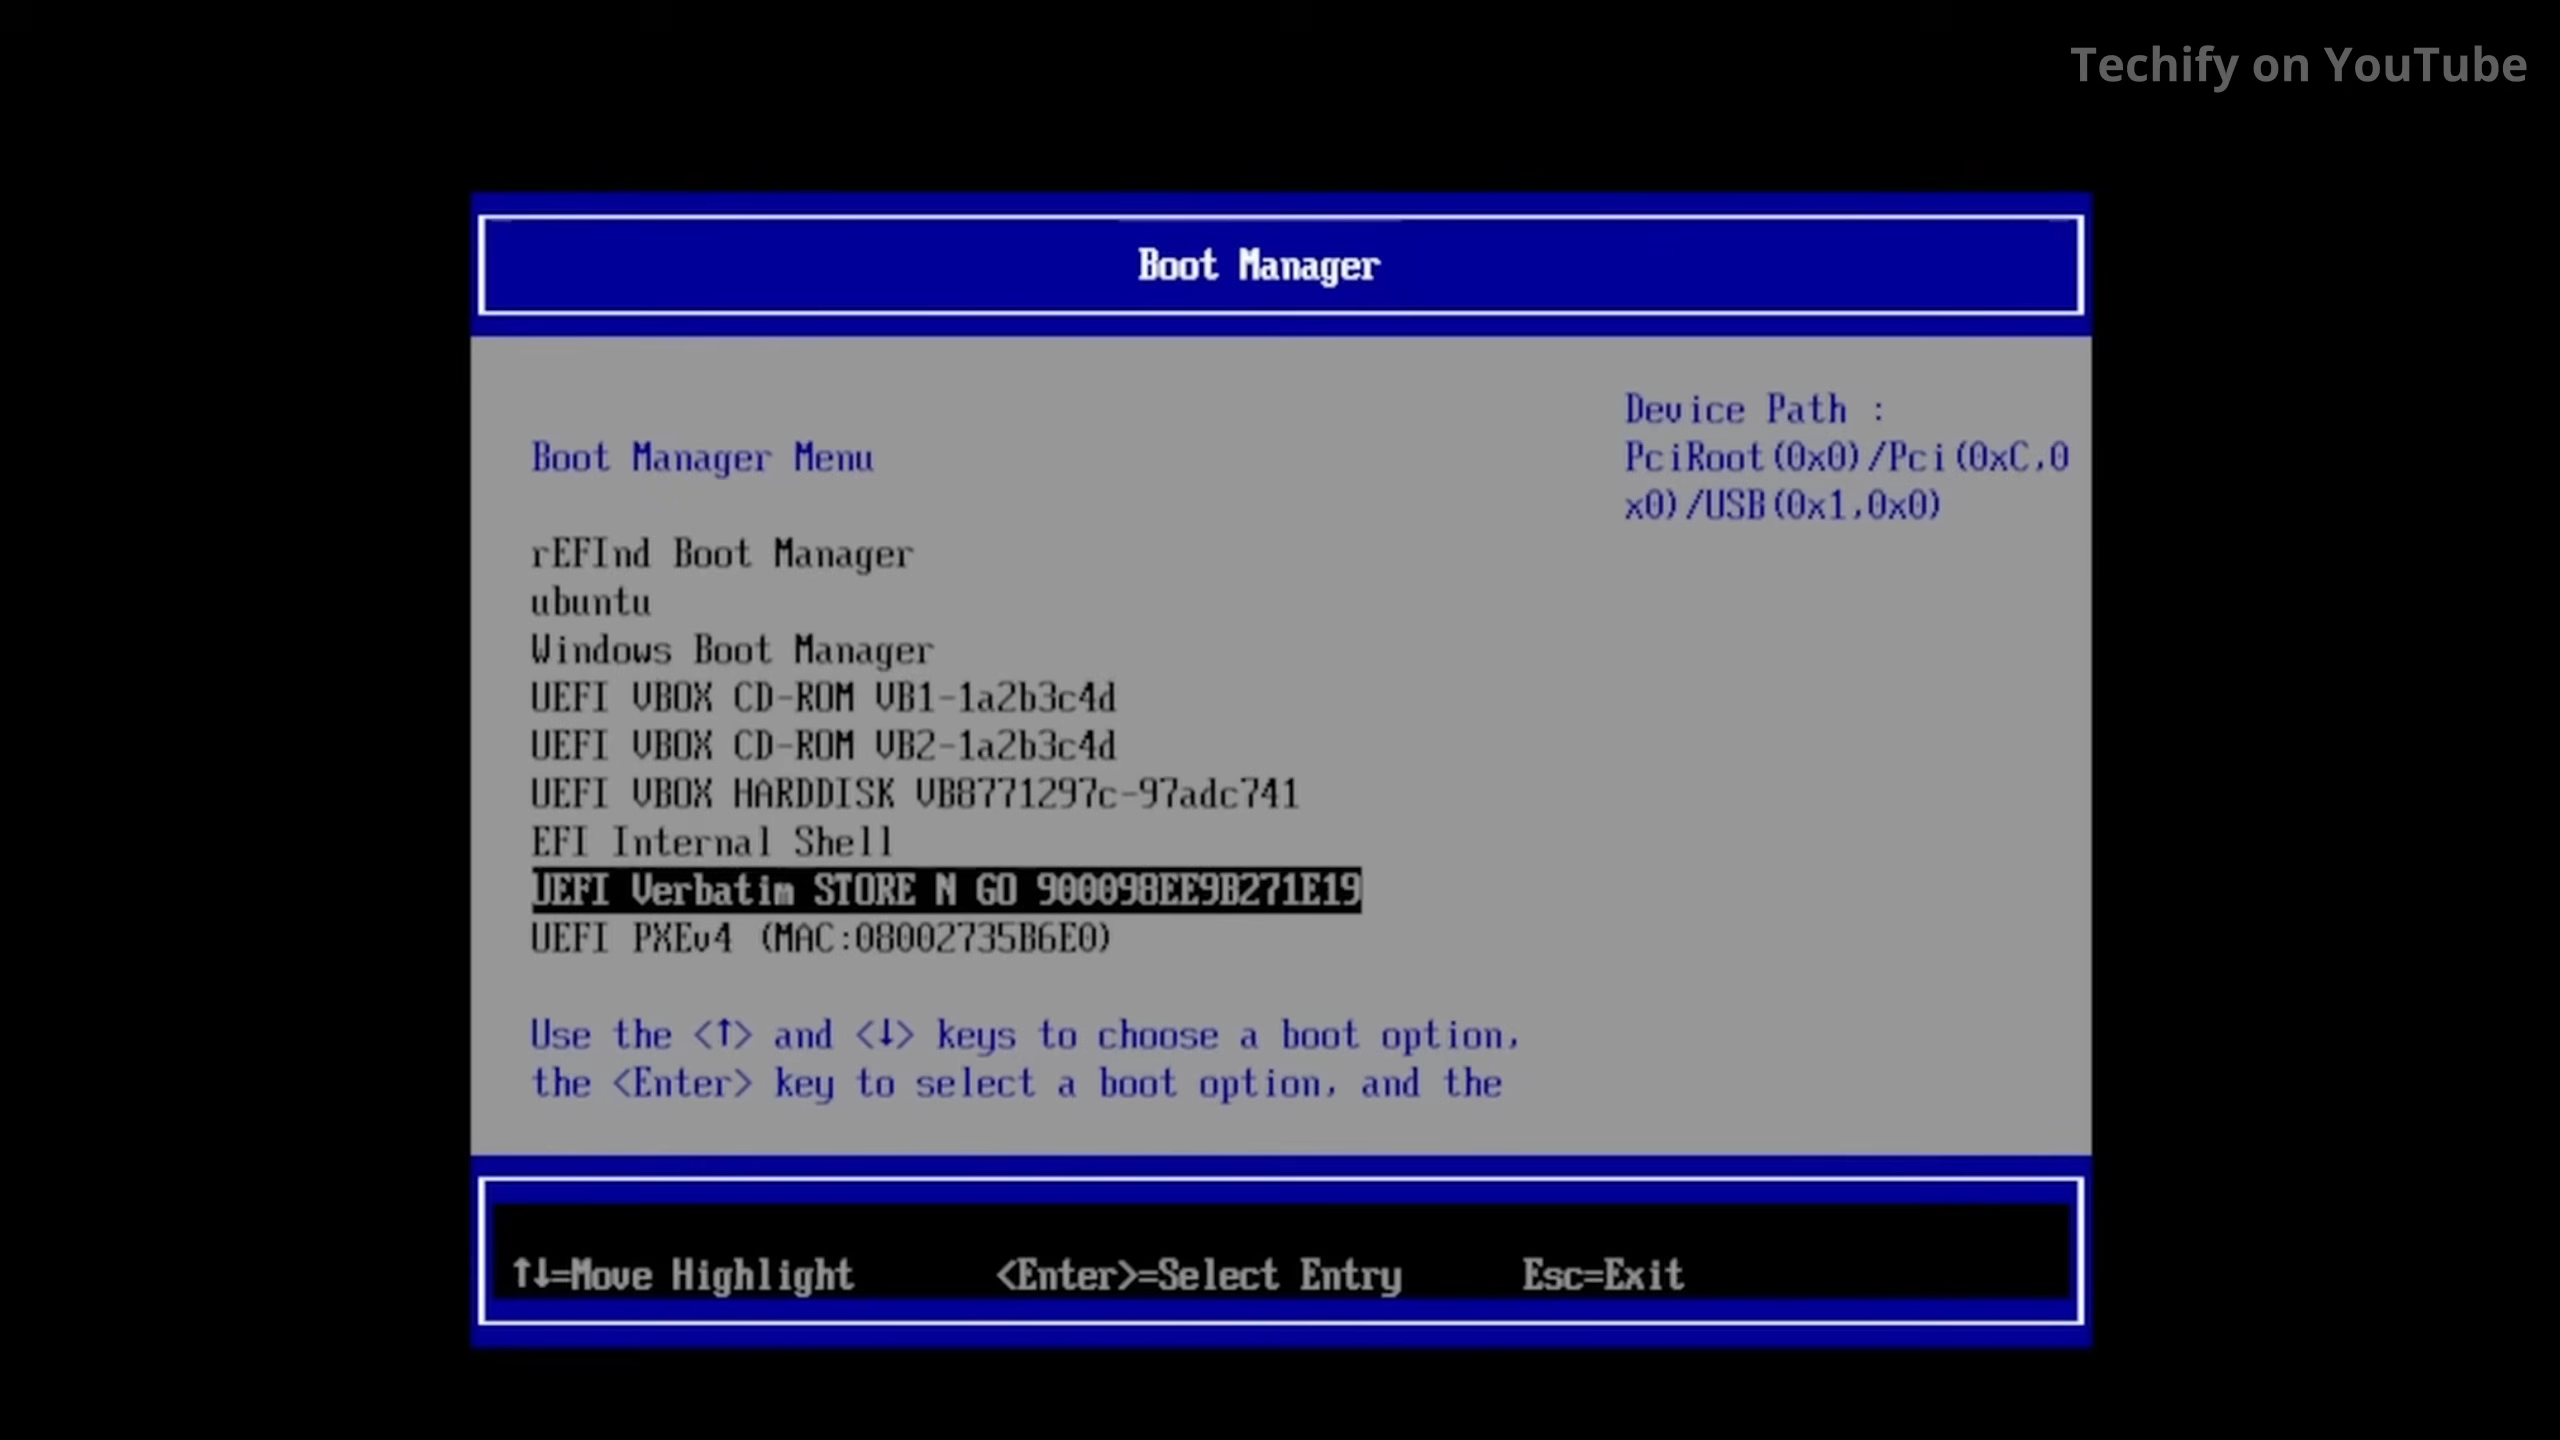 Techify on YouTube
Boot Manager
Device Path :
Boot Manager Menu
PciRoot(0x0)/Pci(0xC,0
x0)/USB(0x1,0x0)
rEFInd Boot Manager
ubuntu
Windows Boot Manager
UEFI VBOX CD-ROM VB1-1a2b3c4d
UEFI VBOX CD-ROM VB2-1a2b3c4d
UEFI VBOX HARDDISK VB8771297c-97adc741
EFI Internal Shell
UEFI Verbatim STORE N GO 900098EE9B271E19
UEFI PXEv4 (MAC:08002735B6E0)
Use the <↑> and <↓> keys to choose a boot option,
the <Enter> key to select a boot option, and the
↑↓=Move Highlight <Enter>=Select Entry Esc=Exit